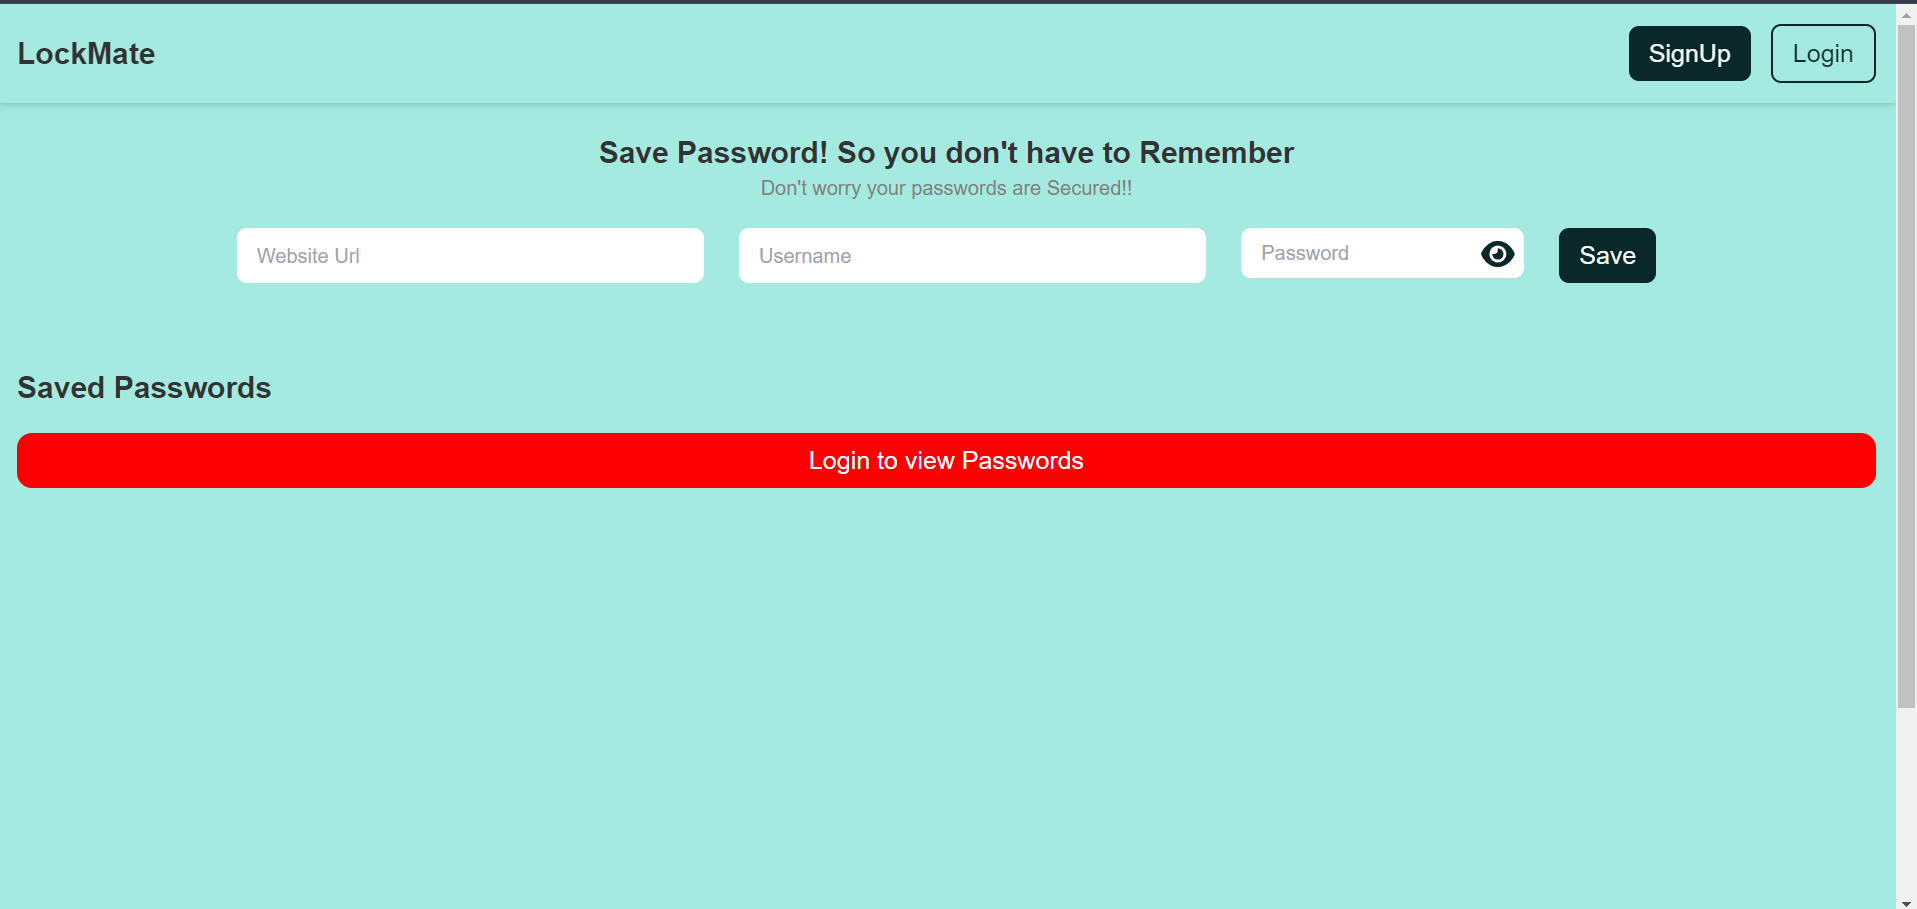 LockMate
SignUp
Login
Save Password! So you don't have to Remember
Don't worry your passwords are Secured!!
Website Url
Username
Password
Save
Saved Passwords
Login to view Passwords